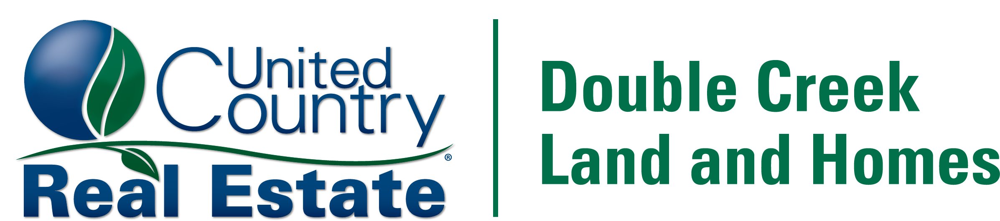 United
Country
®
Real Estate
Double Creek
Land and Homes